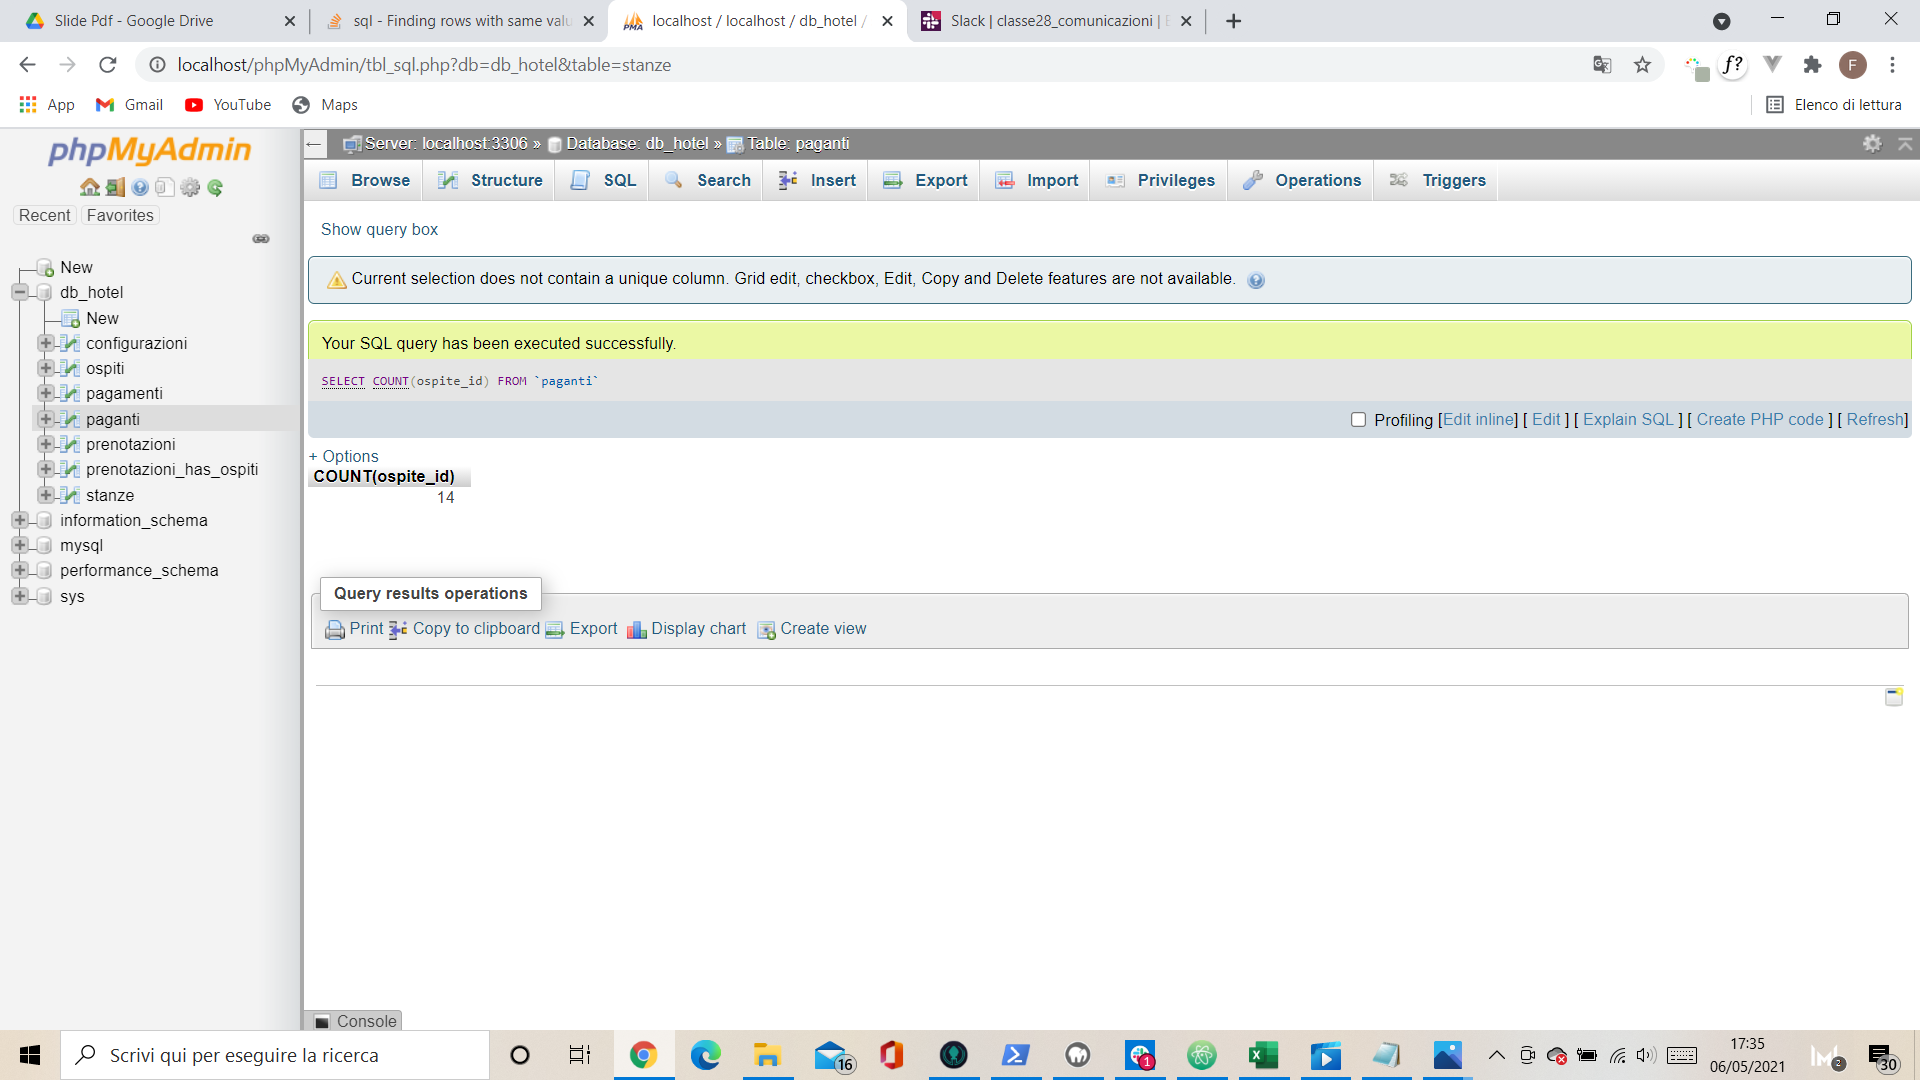 Slide Pdf - Google Drive
sql - Finding rows with same valu
localhost / localhost / db_hotel /
Slack | classe28_comunicazioni |
localhost/phpMyAdmin/tbl_sql.php?db=db_hotel&table=stanze
f?
F
App
Gmail
YouTube
Maps
Elenco di lettura
phpMyAdmin
Recent
Favorites
New
db_hotel
New
configurazioni
ospiti
pagamenti
paganti
prenotazioni
prenotazioni_has_ospiti
stanze
information_schema
mysql
performance_schema
sys
Server: localhost:3306 » Database: db_hotel » Table: paganti
Browse
Structure
SQL
Search
Insert
Export
Import
Privileges
Operations
Triggers
Show query box
Current selection does not contain a unique column. Grid edit, checkbox, Edit, Copy and Delete features are not available.
Your SQL query has been executed successfully.
SELECT COUNT(ospite_id) FROM `paganti`
Profiling [Edit inline] [ Edit ] [ Explain SQL ] [ Create PHP code ] [ Refresh]
+ Options
COUNT(ospite_id)
14
Query results operations
Print
Copy to clipboard
Export
Display chart
Create view
Console
Scrivi qui per eseguire la ricerca
16
1
17:35
06/05/2021
2
30